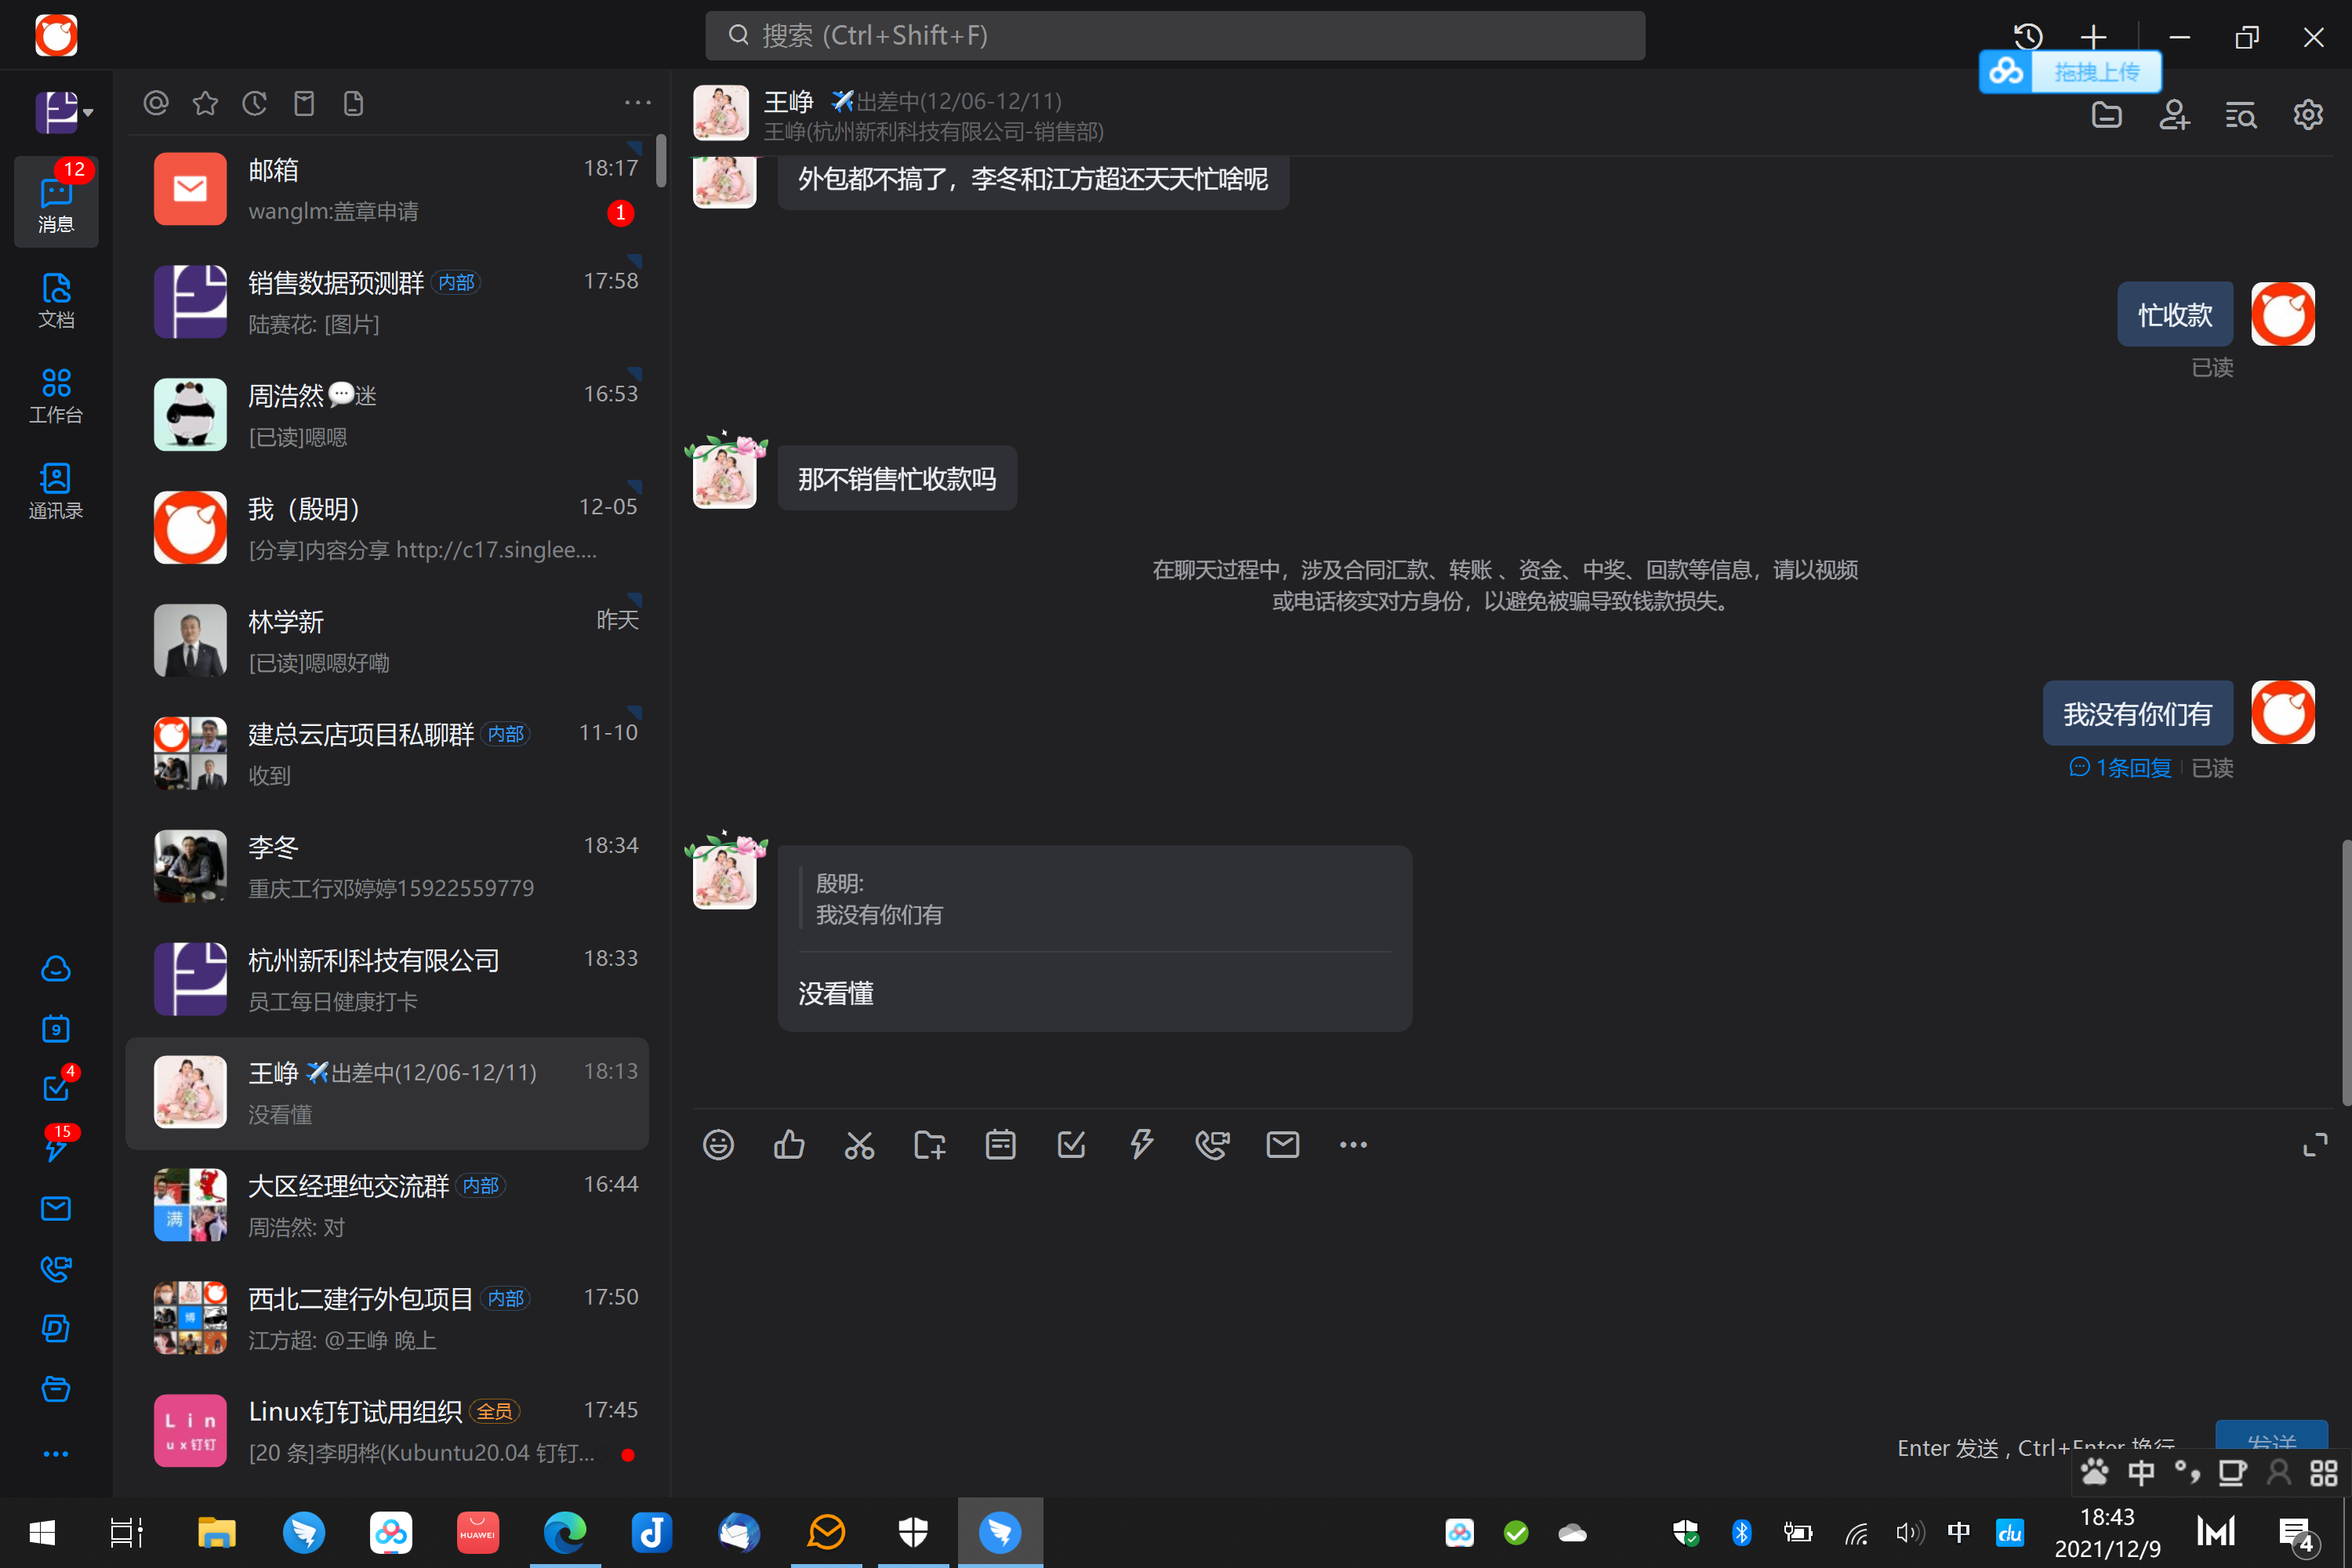 搜索 (Ctrl+Shift+F)
拖拽上传
12
消息
文档
工作台
通讯录
9
4
15
邮箱
18:17
wanglm:盖章申请
1
销售数据预测群 内部
17:58
陆赛花: [图片]
周浩然 迷
16:53
[已读]嗯嗯
我（殷明）
12-05
[分享]内容分享 http://c17.singlee....
林学新
昨天
[已读]嗯嗯好嘞
建总云店项目私聊群 内部
11-10
收到
李冬
18:34
重庆工行邓婷婷15922559779
杭州新利科技有限公司
18:33
员工每日健康打卡
王峥 出差中(12/06-12/11)
18:13
没看懂
满
大区经理纯交流群 内部
16:44
周浩然: 对
博
西北二建行外包项目 内部
17:50
江方超: @王峥 晚上
Lin
ux钉钉
Linux钉钉试用组织 全员
17:45
[20 条]李明桦(Kubuntu20.04 钉钉...
王峥 出差中(12/06-12/11)
王峥(杭州新利科技有限公司-销售部)
外包都不搞了，李冬和江方超还天天忙啥呢
忙收款
已读
那不销售忙收款吗
在聊天过程中，涉及合同汇款、转账 、资金、中奖、回款等信息，请以视频
或电话核实对方身份，以避免被骗导致钱款损失。
我没有你们有
1条回复 已读
殷明:
我没有你们有
没看懂
Enter 发送 , Ctrl+Enter 换行
发送
中
HUAWEI
中
du
18:43
2021/12/9
4